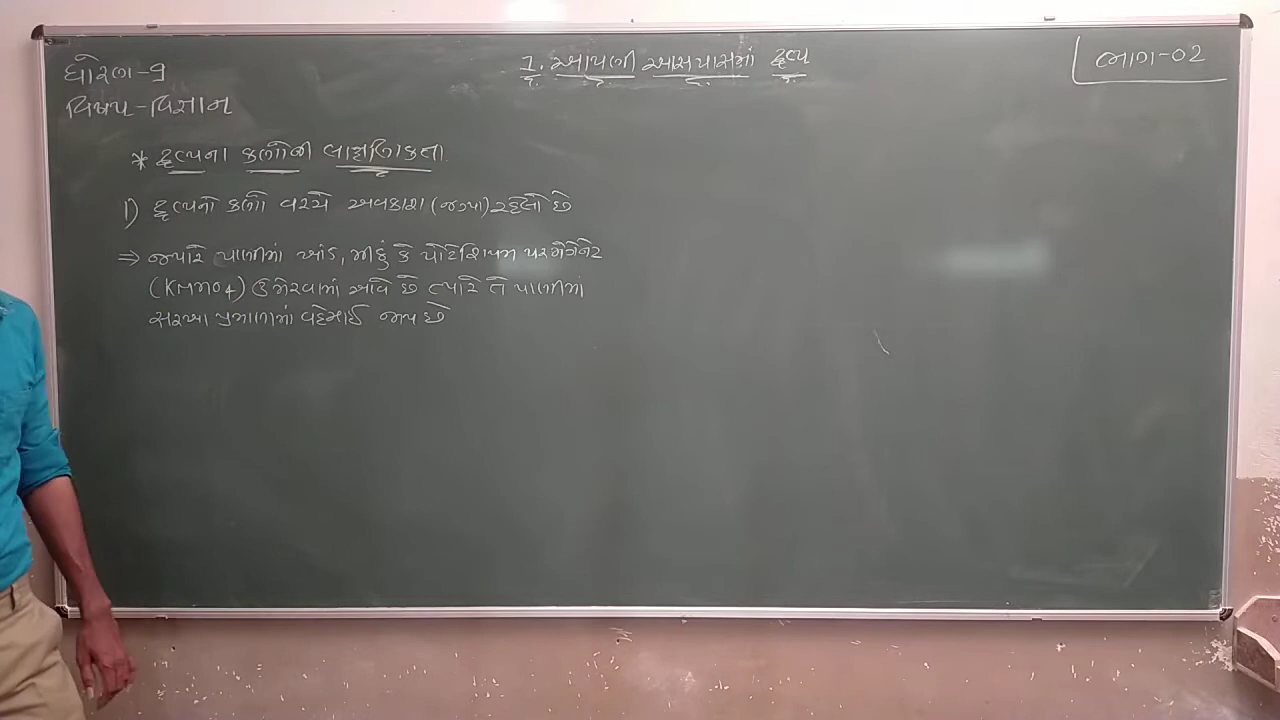 ધોરણ-9
વિષય-વિજ્ઞાન
1. આપણી આસપાસમાં દ્રવ્ય
ભાગ-02
* દ્રવ્યના કણોની લાક્ષણિકતા
1) દ્રવ્યનો કણો વચ્ચે અવકાશ (જગ્યા) રહેલો છે
⇒ જ્યારે પાણીમાં ખાંડ, મીઠું કે પોટેશિયમ પરમેંગેનેટ
(KMnO4) ઉમેરવામાં આવે છે ત્યારે તે પાણીમાં
સરખા પ્રમાણમાં વહેંચાઈ જાય છે